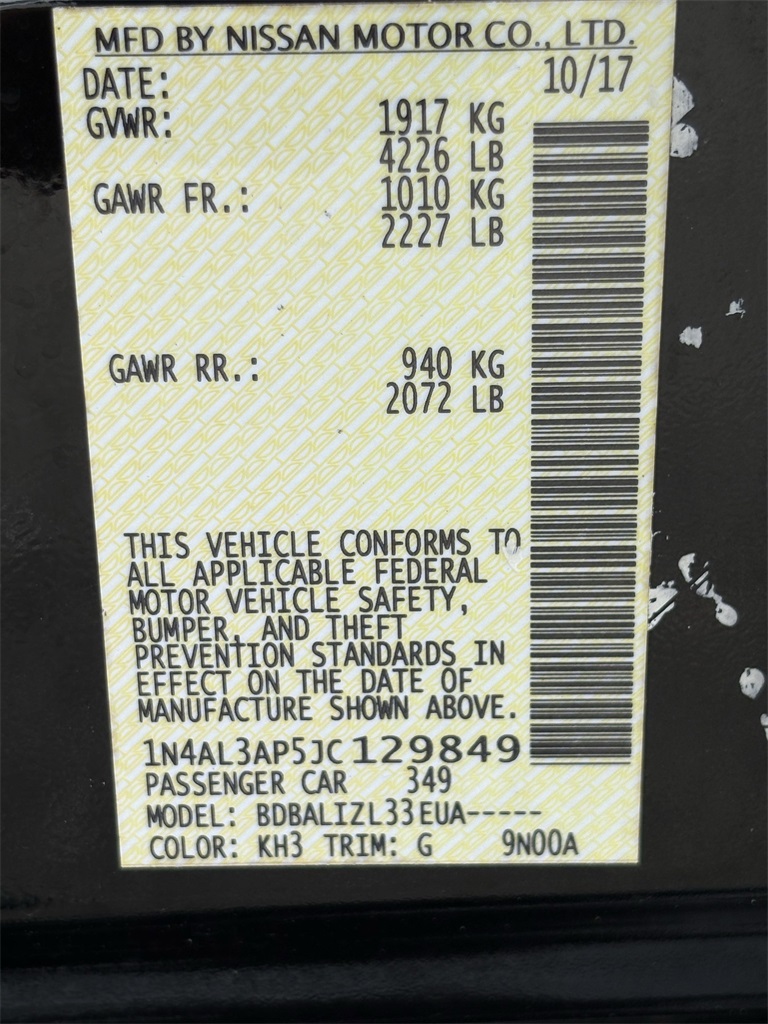 MFD BY NISSAN MOTOR CO., LTD.
DATE: 10/17
GVWR: 1917 KG
4226 LB
GAWR FR.: 1010 KG
2227 LB
GAWR RR.: 940 KG
2072 LB
THIS VEHICLE CONFORMS TO
ALL APPLICABLE FEDERAL
MOTOR VEHICLE SAFETY,
BUMPER, AND THEFT
PREVENTION STANDARDS IN
EFFECT ON THE DATE OF
MANUFACTURE SHOWN ABOVE.
1N4AL3AP5JC129849
PASSENGER CAR 349
MODEL: BDBALIZL33EUA-----
COLOR: KH3 TRIM: G 9N00A